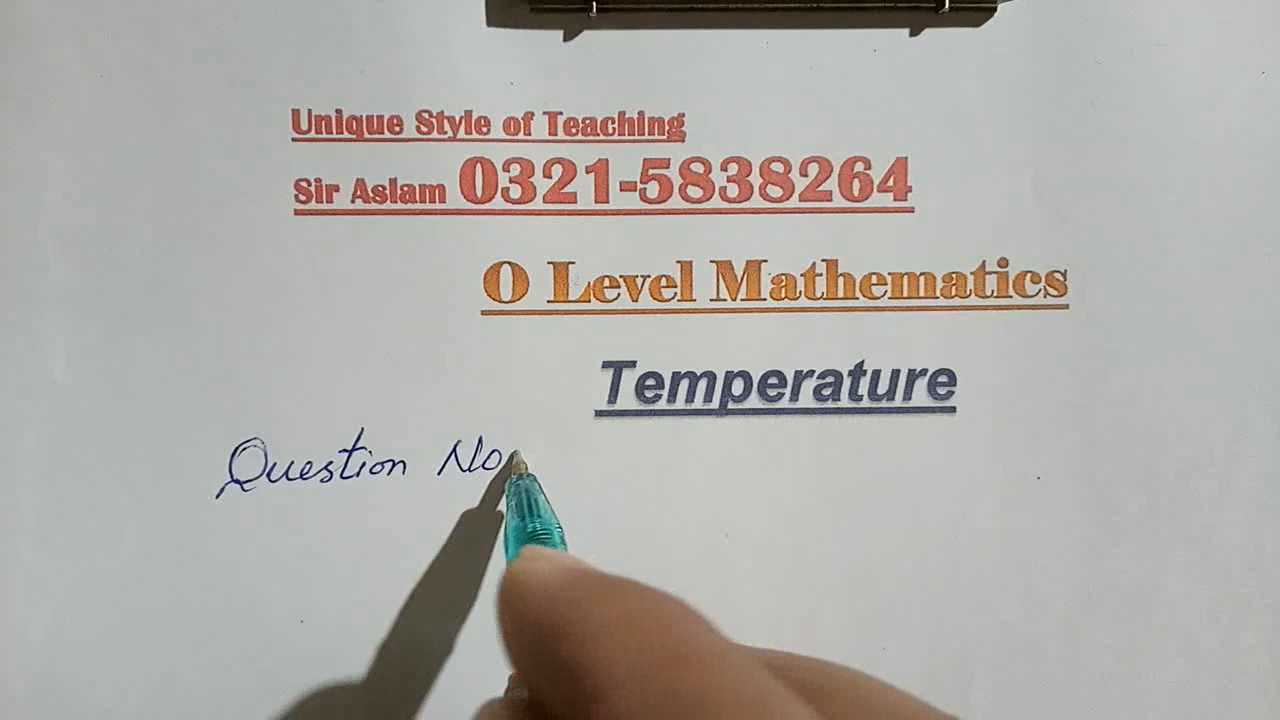 Unique Style of Teaching
Sir Aslam 0321-5838264
O Level Mathematics
Temperature
Question No